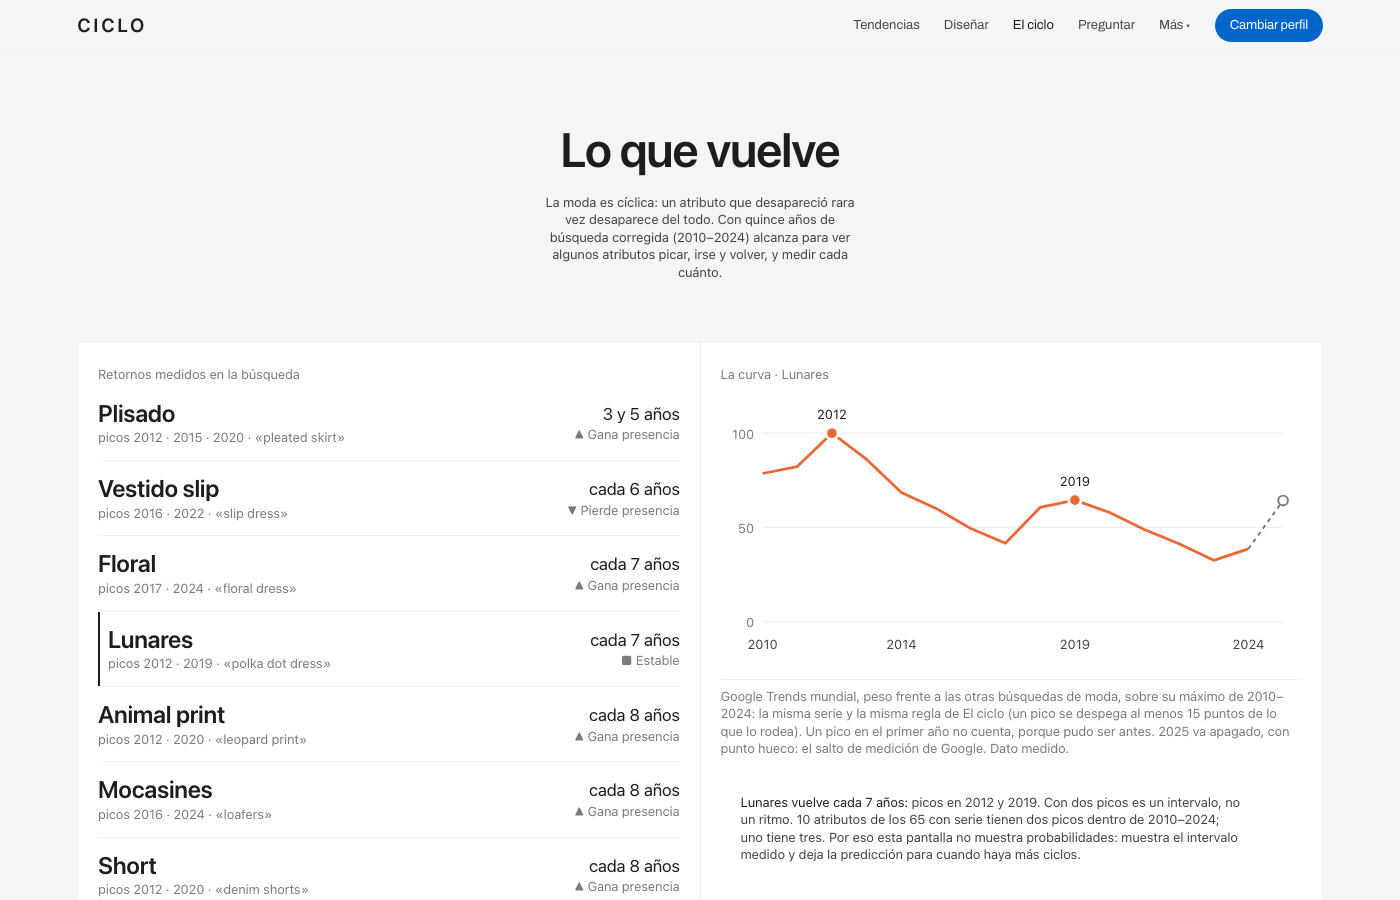 CICLO
Tendencias
Diseñar
El ciclo
Preguntar
Más
Cambiar perfil
Lo que vuelve
La moda es cíclica: un atributo que desapareció rara
vez desaparece del todo. Con quince años de
búsqueda corregida (2010–2024) alcanza para ver
algunos atributos picar, irse y volver, y medir cada
cuánto.
Retornos medidos en la búsqueda
Plisado
3 y 5 años
picos 2012 · 2015 · 2020 · «pleated skirt»
▲ Gana presencia
Vestido slip
cada 6 años
picos 2016 · 2022 · «slip dress»
▼ Pierde presencia
Floral
cada 7 años
picos 2017 · 2024 · «floral dress»
▲ Gana presencia
Lunares
cada 7 años
picos 2012 · 2019 · «polka dot dress»
■ Estable
Animal print
cada 8 años
picos 2012 · 2020 · «leopard print»
▲ Gana presencia
Mocasines
cada 8 años
picos 2016 · 2024 · «loafers»
▲ Gana presencia
Short
cada 8 años
picos 2012 · 2020 · «denim shorts»
▲ Gana presencia
La curva · Lunares
2012
100
2019
50
0
2010
2014
2019
2024
Google Trends mundial, peso frente a las otras búsquedas de moda, sobre su máximo de 2010–
2024: la misma serie y la misma regla de El ciclo (un pico se despega al menos 15 puntos de lo
que lo rodea). Un pico en el primer año no cuenta, porque pudo ser antes. 2025 va apagado, con
punto hueco: el salto de medición de Google. Dato medido.
Lunares vuelve cada 7 años: picos en 2012 y 2019. Con dos picos es un intervalo, no
un ritmo. 10 atributos de los 65 con serie tienen dos picos dentro de 2010–2024;
uno tiene tres. Por eso esta pantalla no muestra probabilidades: muestra el intervalo
medido y deja la predicción para cuando haya más ciclos.